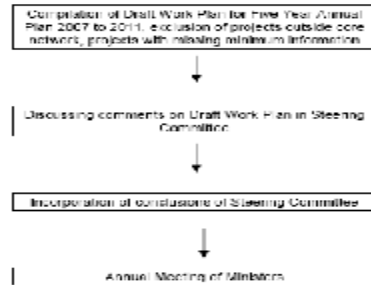 Compilation of Draft Work Plan for Five Year Annual
Plan 2007 to 2011, exclusion of projects outside core
network, projects with missing minimum information
Discussing comments on Draft Work Plan in Steering
Committee
Incorporation of conclusions of Steering Committee
Annual Meeting of Ministers